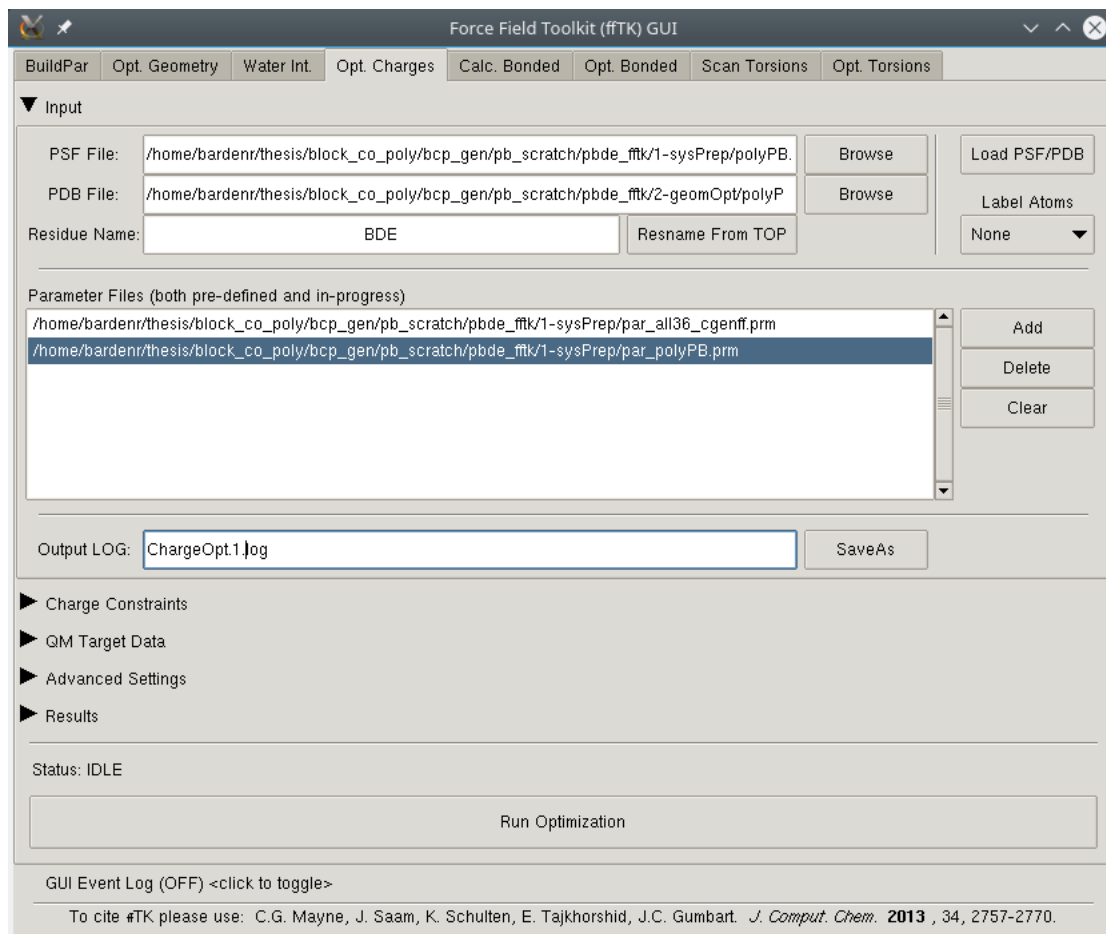 Force Field Toolkit (ffTK) GUI
BuildPar Opt. Geometry Water Int. Opt. Charges Calc. Bonded Opt. Bonded Scan Torsions Opt. Torsions
Input
PSF File: /home/bardenr/thesis/block_co_poly/bcp_gen/pb_scratch/pbde_fftk/1-sysPrep/polyPB. Browse Load PSF/PDB
PDB File: /home/bardenr/thesis/block_co_poly/bcp_gen/pb_scratch/pbde_fftk/2-geomOpt/polyP Browse Label Atoms
Residue Name: BDE Resname From TOP None
Parameter Files (both pre-defined and in-progress)
/home/bardenr/thesis/block_co_poly/bcp_gen/pb_scratch/pbde_fftk/1-sysPrep/par_all36_cgenff.prm Add
/home/bardenr/thesis/block_co_poly/bcp_gen/pb_scratch/pbde_fftk/1-sysPrep/par_polyPB.prm
Delete
Clear
Output LOG: ChargeOpt.1.log SaveAs
Charge Constraints
QM Target Data
Advanced Settings
Results
Status: IDLE
Run Optimization
GUI Event Log (OFF) <click to toggle>
To cite ffTK please use: C.G. Mayne, J. Saam, K. Schulten, E. Tajkhorshid, J.C. Gumbart. J. Comput. Chem. 2013 , 34, 2757-2770.